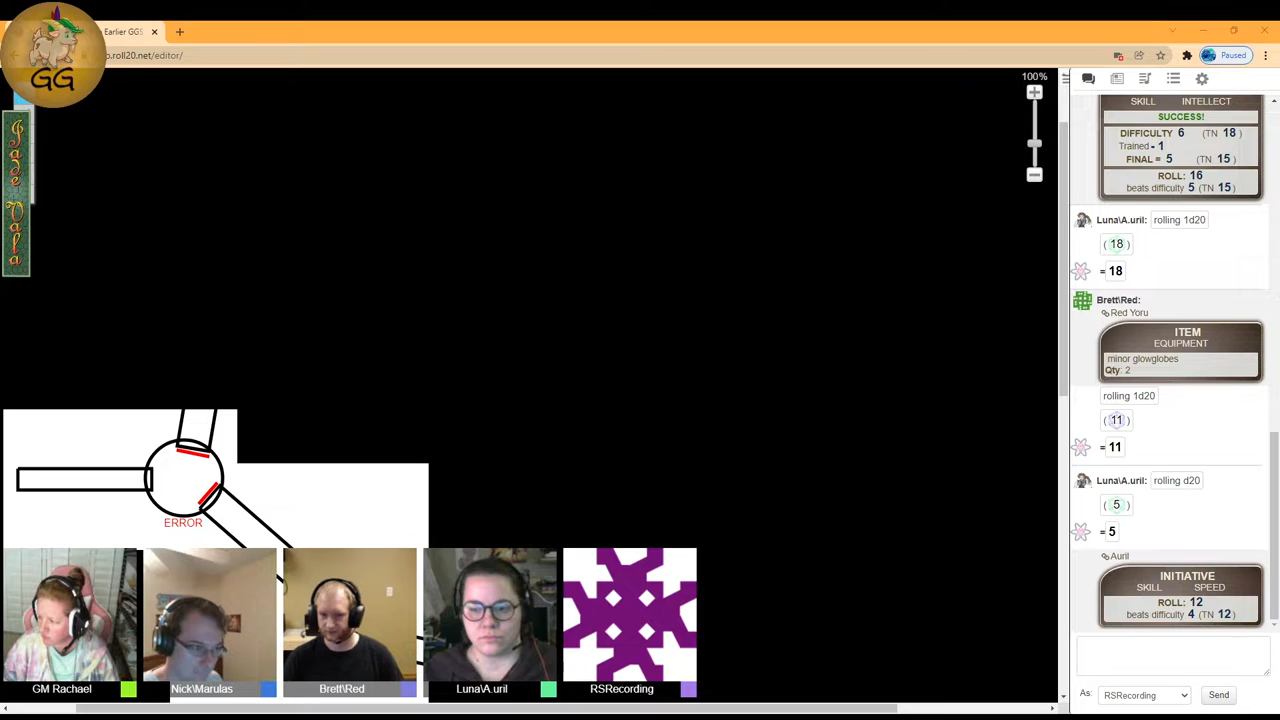 Earlier GGS
GG
.roll20.net/editor/
Paused
Jade Vala
100%
SKILL INTELLECT
SUCCESS!
DIFFICULTY 6 (TN 18 )
Trained - 1
FINAL = 5 (TN 15 )
ROLL: 16
beats difficulty 5 (TN 15 )
Luna\A.uril: rolling 1d20
( 18 )
= 18
Brett\Red:
Red Yoru
ITEM
EQUIPMENT
minor glowglobes
Qty: 2
rolling 1d20
( 11 )
= 11
Luna\A.uril: rolling d20
( 5 )
= 5
Auril
INITIATIVE
SKILL SPEED
ROLL: 12
beats difficulty 4 (TN 12 )
ERROR
GM Rachael
Nick\Marulas
Brett\Red
Luna\A.uril
RSRecording
As: RSRecording
Send